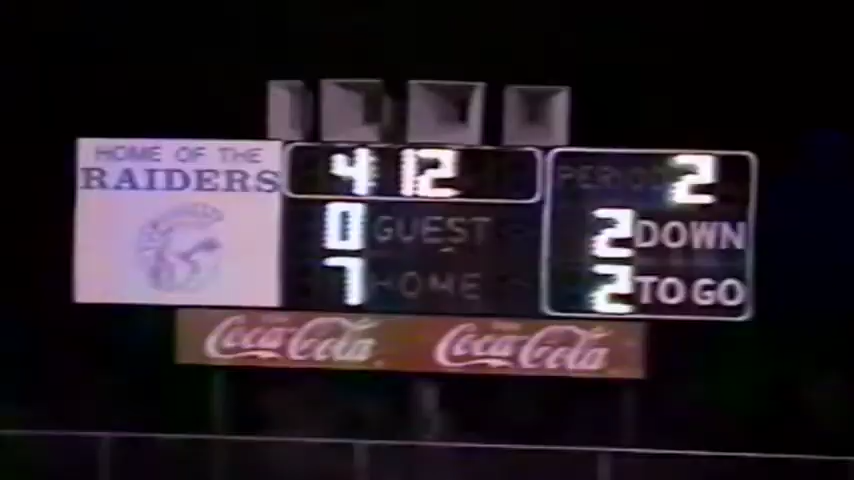 HOME OF THE
RAIDERS
4 12
0 GUEST
7 HOME
PERIOD 2
2 DOWN
2 TO GO
Coca-Cola Coca-Cola